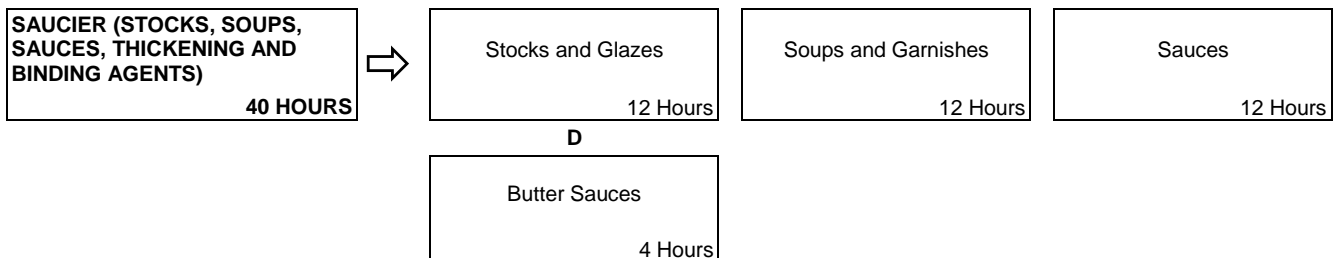 SAUCIER (STOCKS, SOUPS,
SAUCES, THICKENING AND
BINDING AGENTS)
40 HOURS
Stocks and Glazes
12 Hours
Soups and Garnishes
12 Hours
Sauces
12 Hours
D
Butter Sauces
4 Hours